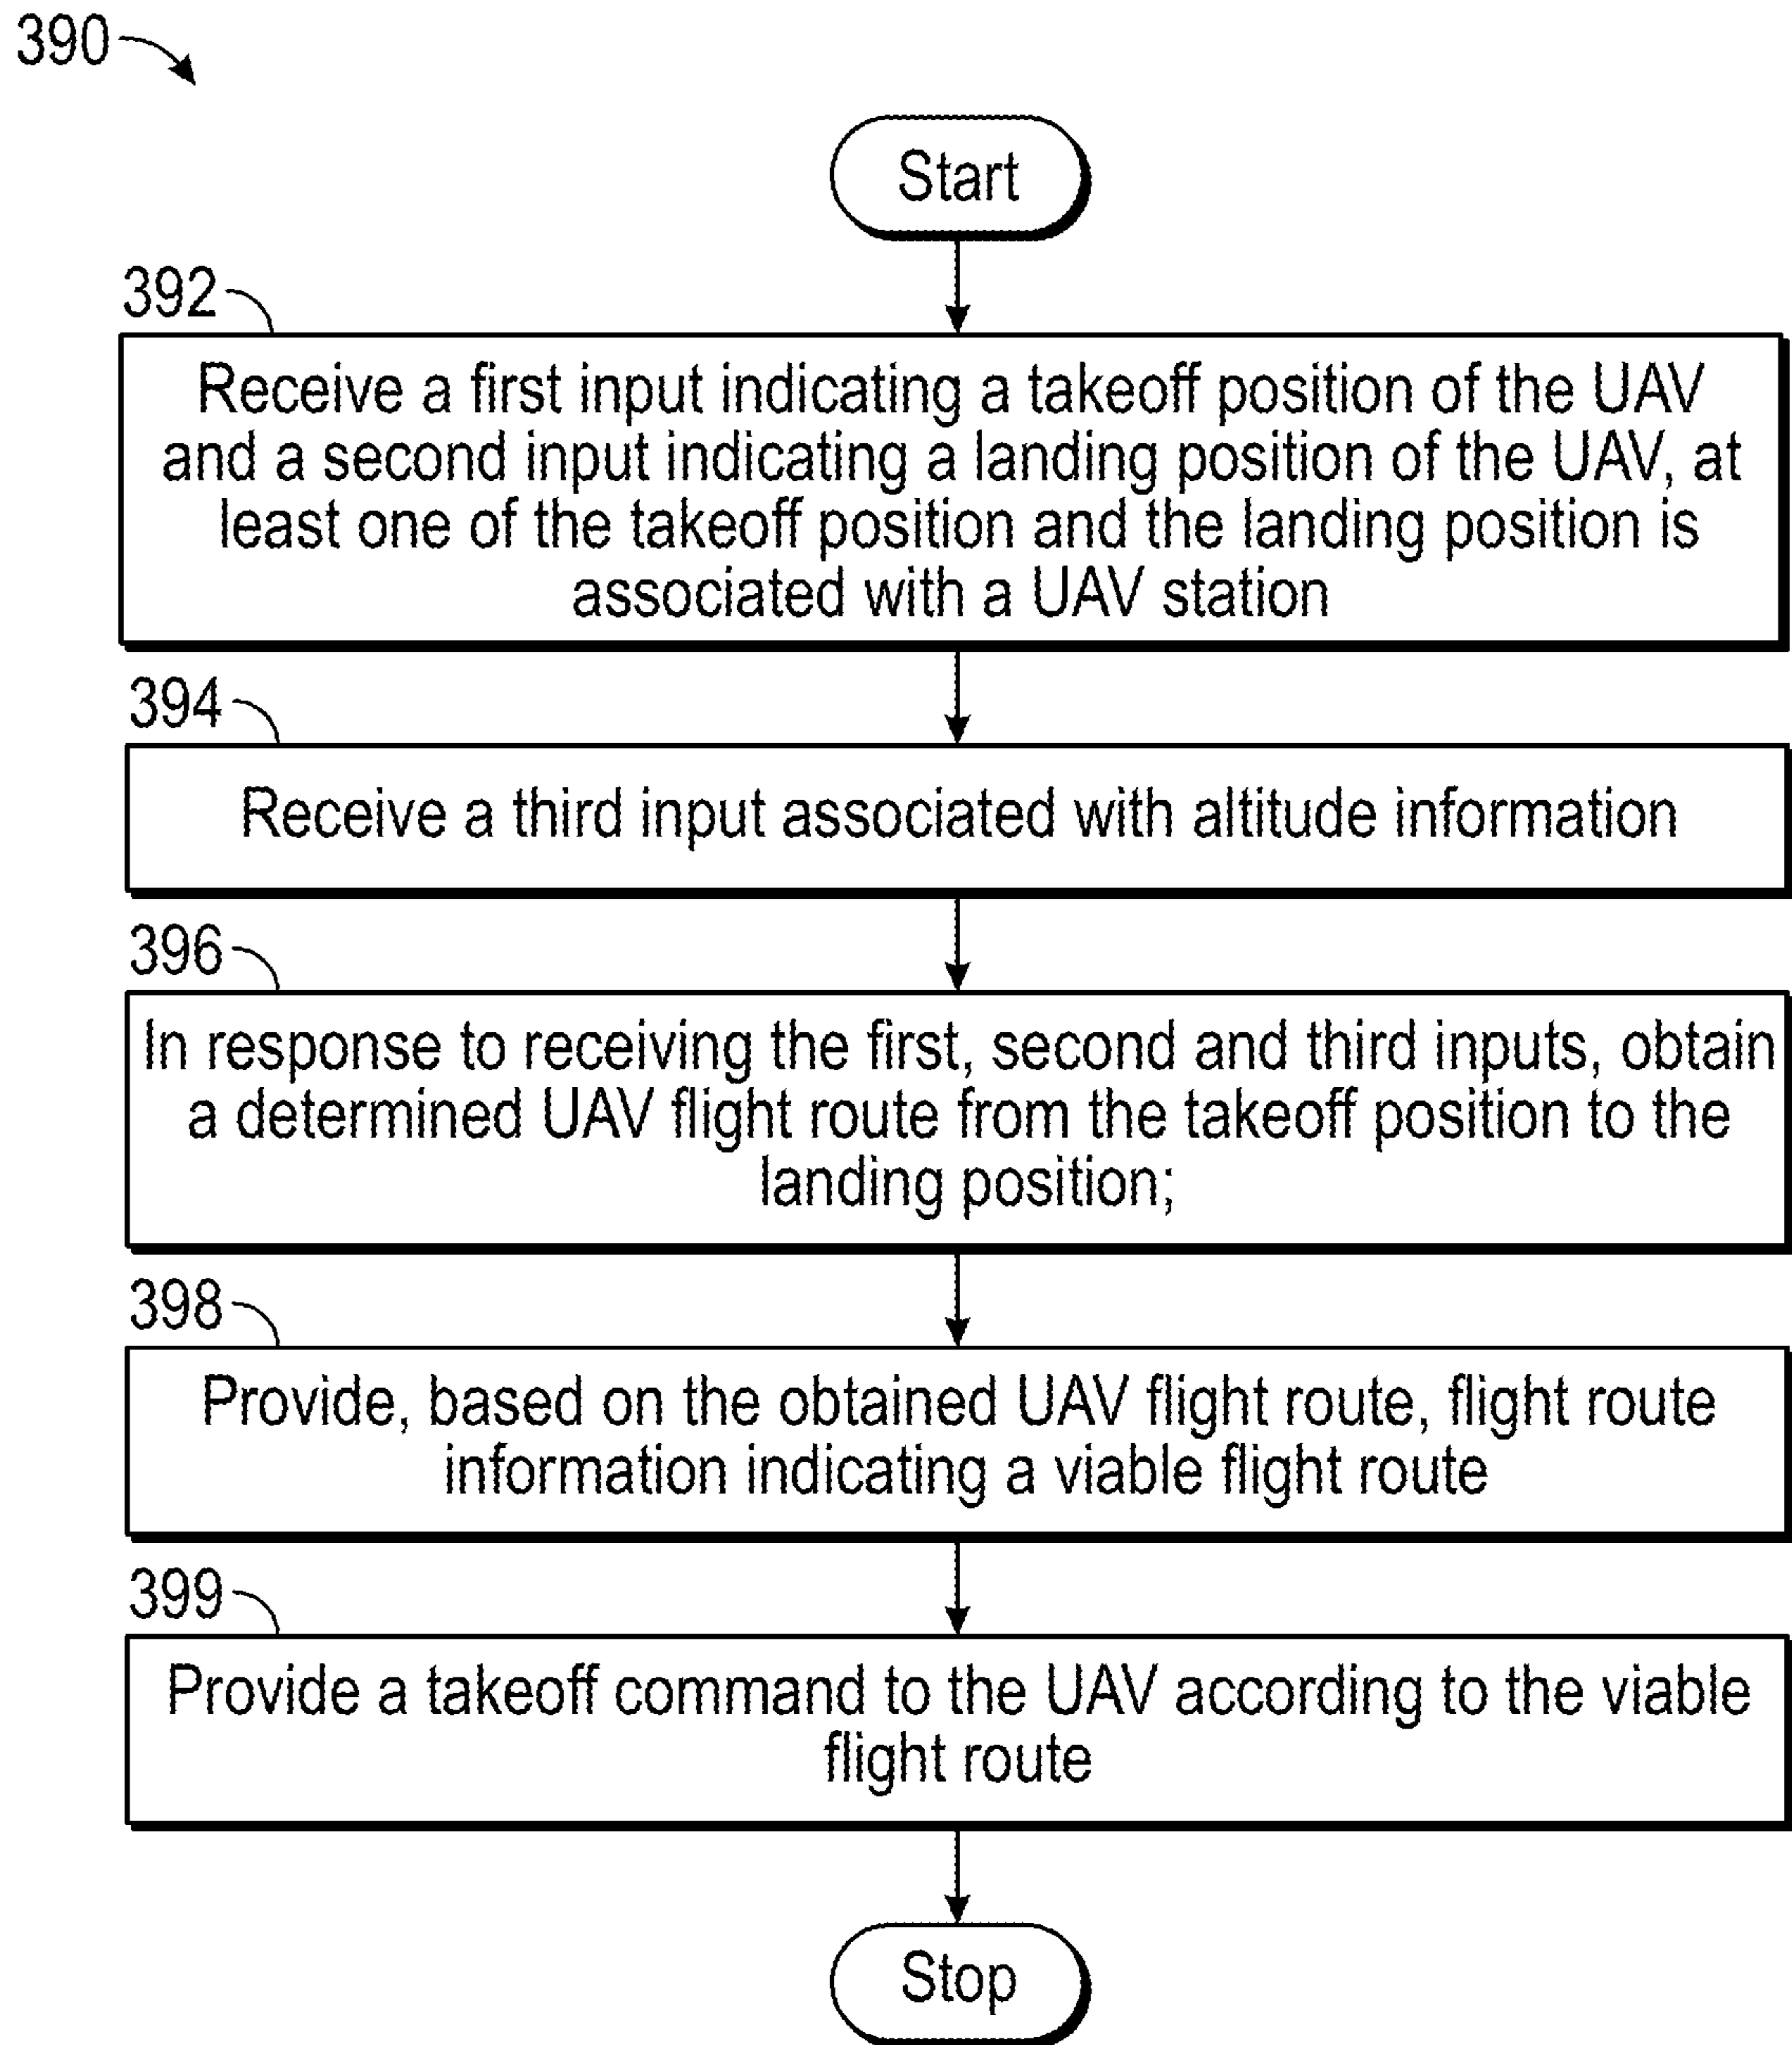 390
Start
392
Receive a first input indicating a takeoff position of the UAV
and a second input indicating a landing position of the UAV, at
least one of the takeoff position and the landing position is
associated with a UAV station
394
Receive a third input associated with altitude information
396
In response to receiving the first, second and third inputs, obtain
a determined UAV flight route from the takeoff position to the
landing position;
398
Provide, based on the obtained UAV flight route, flight route
information indicating a viable flight route
399
Provide a takeoff command to the UAV according to the viable
flight route
Stop